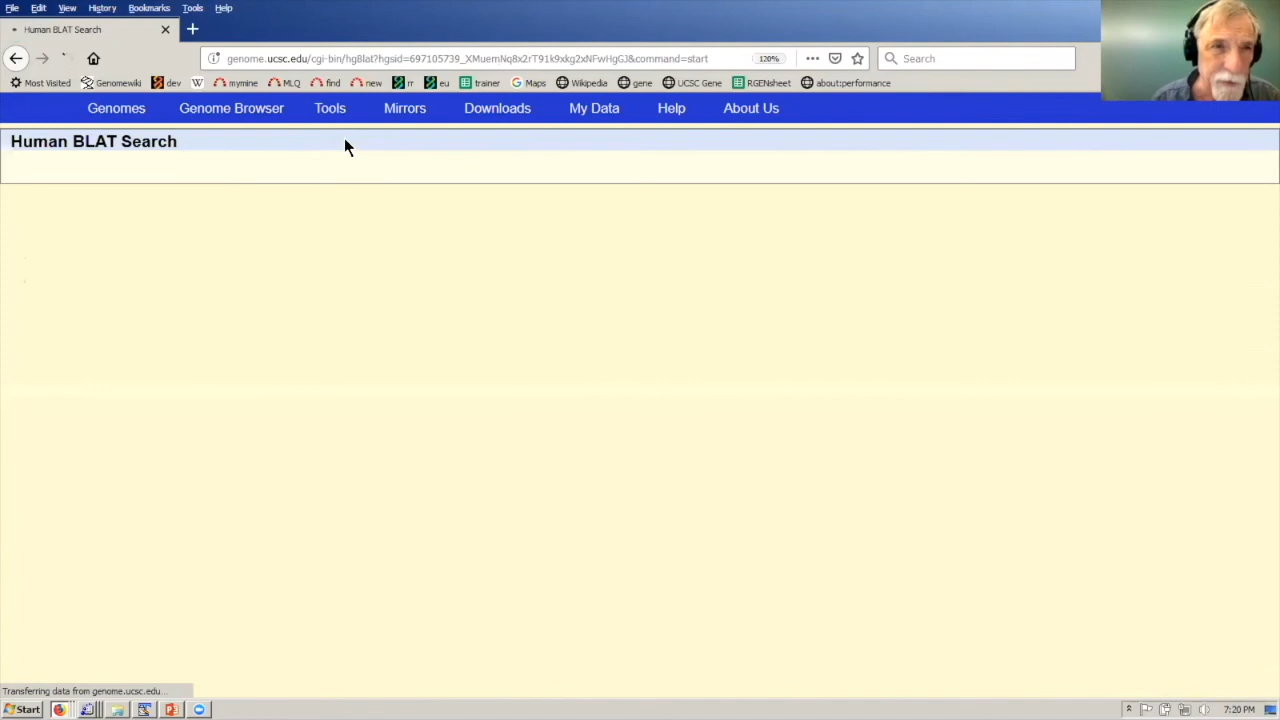 File Edit View History Bookmarks Tools Help
Human BLAT Search
genome.ucsc.edu/cgi-bin/hgBlat?hgsid=697105739_XMuemNq8x2rT91k9xkg2xNFwHgGJ&command=start 120% Search
Most Visited Genomewiki dev mymine MLQ find new rr eu trainer Maps Wikipedia gene UCSC Gene RGENsheet about:performance
Genomes Genome Browser Tools Mirrors Downloads My Data Help About Us
Human BLAT Search
Transferring data from genome.ucsc.edu...
Start 7:20 PM